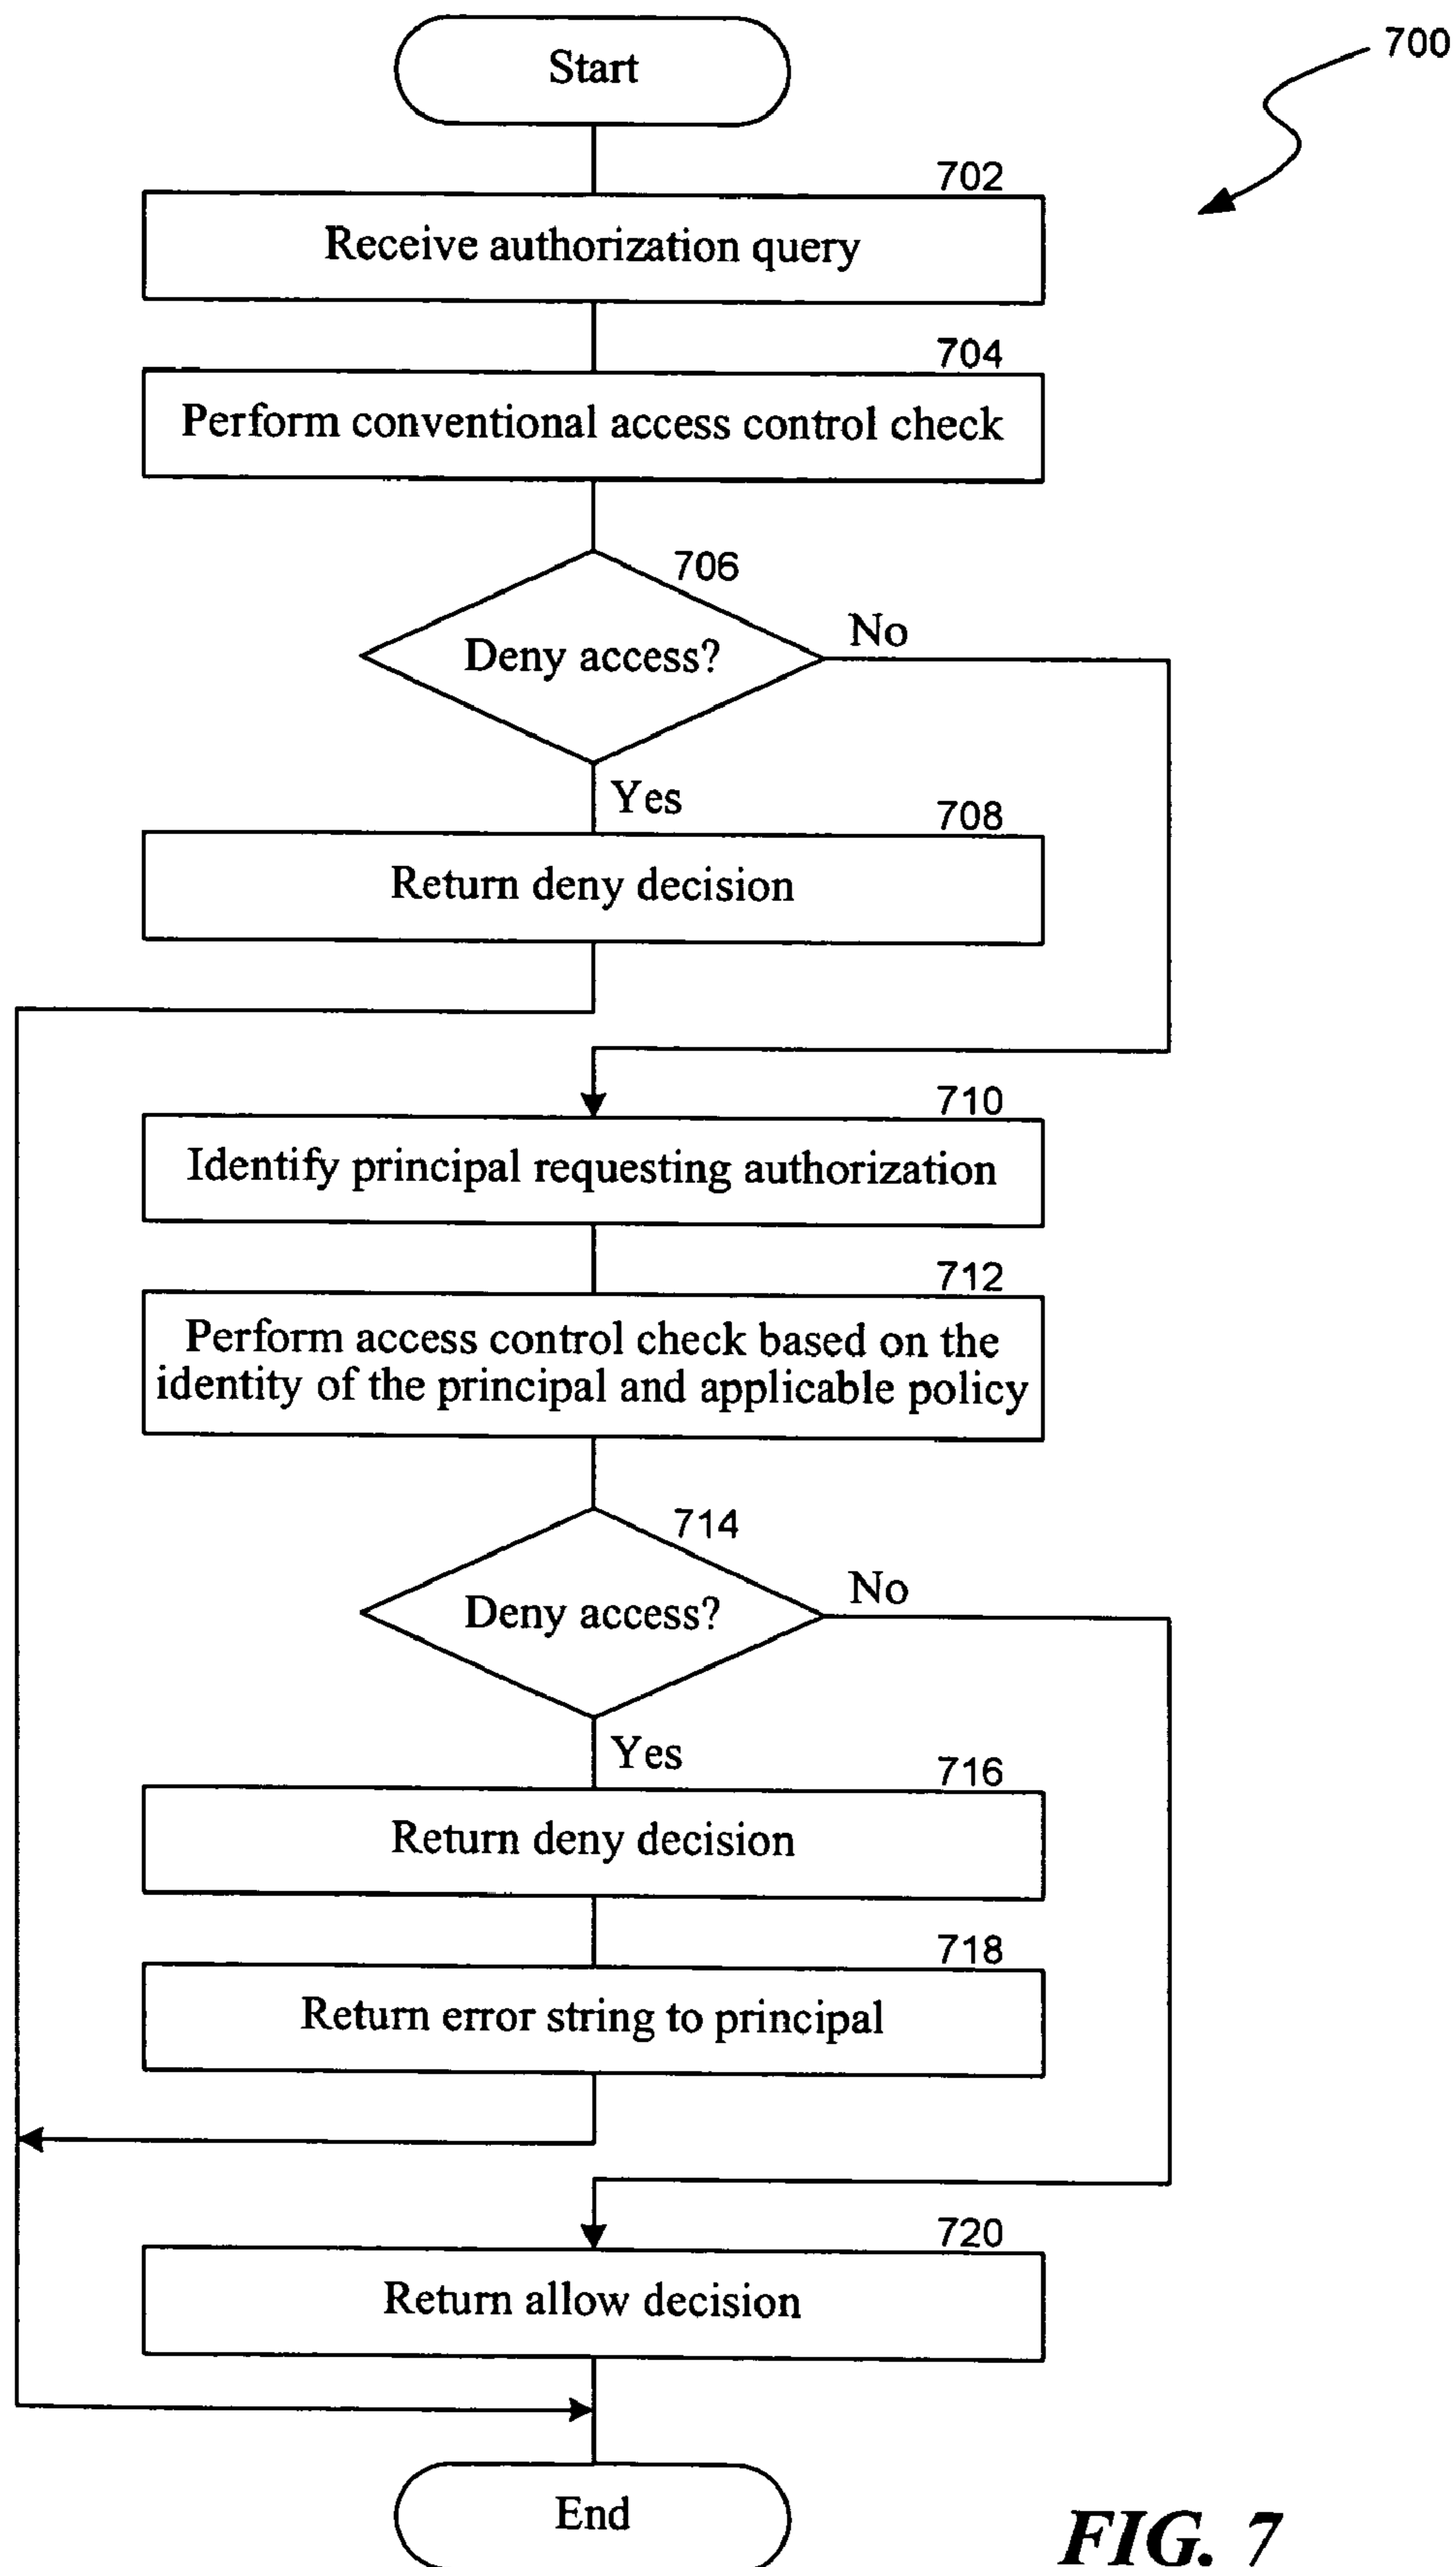 Start
700
702
Receive authorization query
704
Perform conventional access control check
706
Deny access?
No
Yes
708
Return deny decision
710
Identify principal requesting authorization
712
Perform access control check based on the
identity of the principal and applicable policy
714
Deny access?
No
Yes
716
Return deny decision
718
Return error string to principal
720
Return allow decision
End
FIG. 7